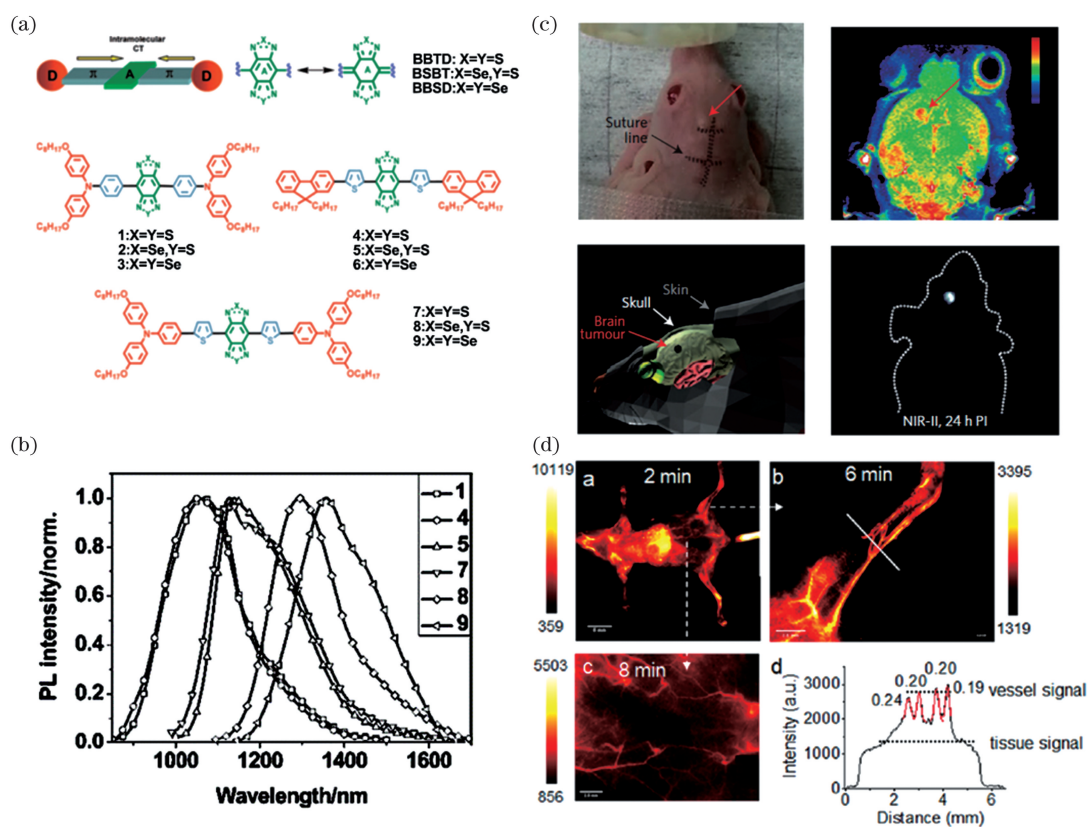 (a)
Intramolecular
CT
D
π
A
π
D
A
A
X
Y
X
Y
BBTD: X=Y=S
BSBT:X=Se,Y=S
BBSD:X=Y=Se
C₈H₁₇O
OC₈H₁₇
C₈H₁₇O
OC₈H₁₇
1:X=Y=S
2:X=Se,Y=S
3:X=Y=Se
C₈H₁₇
C₈H₁₇
C₈H₁₇
C₈H₁₇
4:X=Y=S
5:X=Se,Y=S
6:X=Y=Se
C₈H₁₇O
OC₈H₁₇
C₈H₁₇O
OC₈H₁₇
7:X=Y=S
8:X=Se,Y=S
9:X=Y=Se
(b)
PL intensity/norm.
1.0
0.8
0.6
0.4
0.2
0.0
1000
1200
1400
1600
Wavelength/nm
1
4
5
7
8
9
(c)
Suture
line
Skin
Skull
Brain
tumour
NIR-II, 24 h PI
(d)
10119
359
a
2 min
b
6 min
3395
1319
5503
856
c
8 min
d
Intensity (a.u.)
3000
2000
1000
0
0.24
0.20
0.20
0.19
vessel signal
tissue signal
0
2
4
6
Distance (mm)